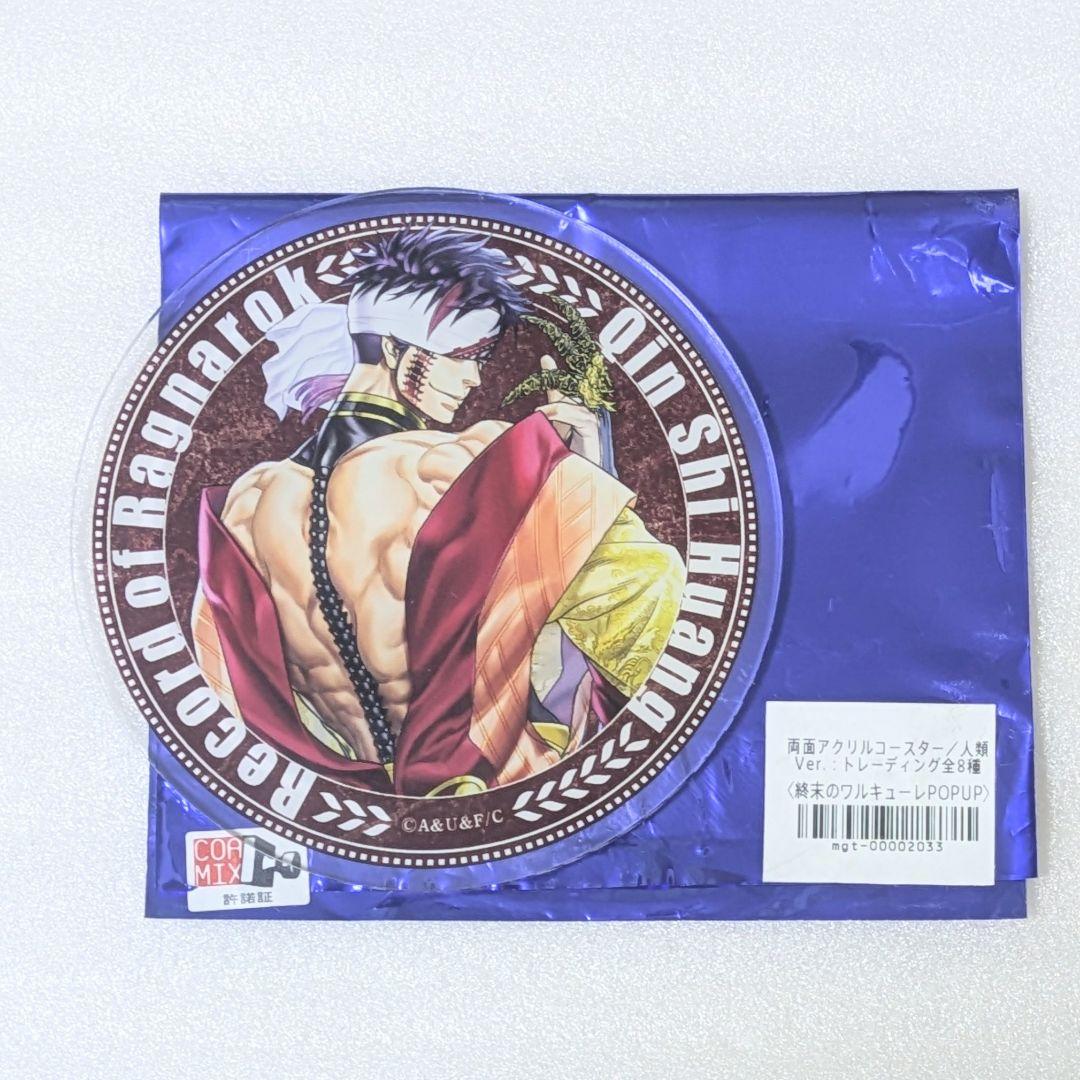 Record of Ragnarok
Qin Shi Huang
©A&U&F/C
COA
MIX
許諾証
両面アクリルコースター／人類
Ver.：トレーディング全8種
〈終末のワルキューレPOPUP〉
mgt-00002033